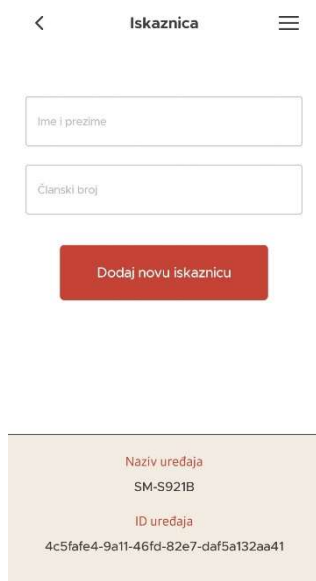 Iskaznica
Ime i prezime
Članski broj
Dodaj novu iskaznicu
Naziv uređaja
SM-S921B
ID uređaja
4c5fafe4-9a11-46fd-82e7-daf5a132aa41